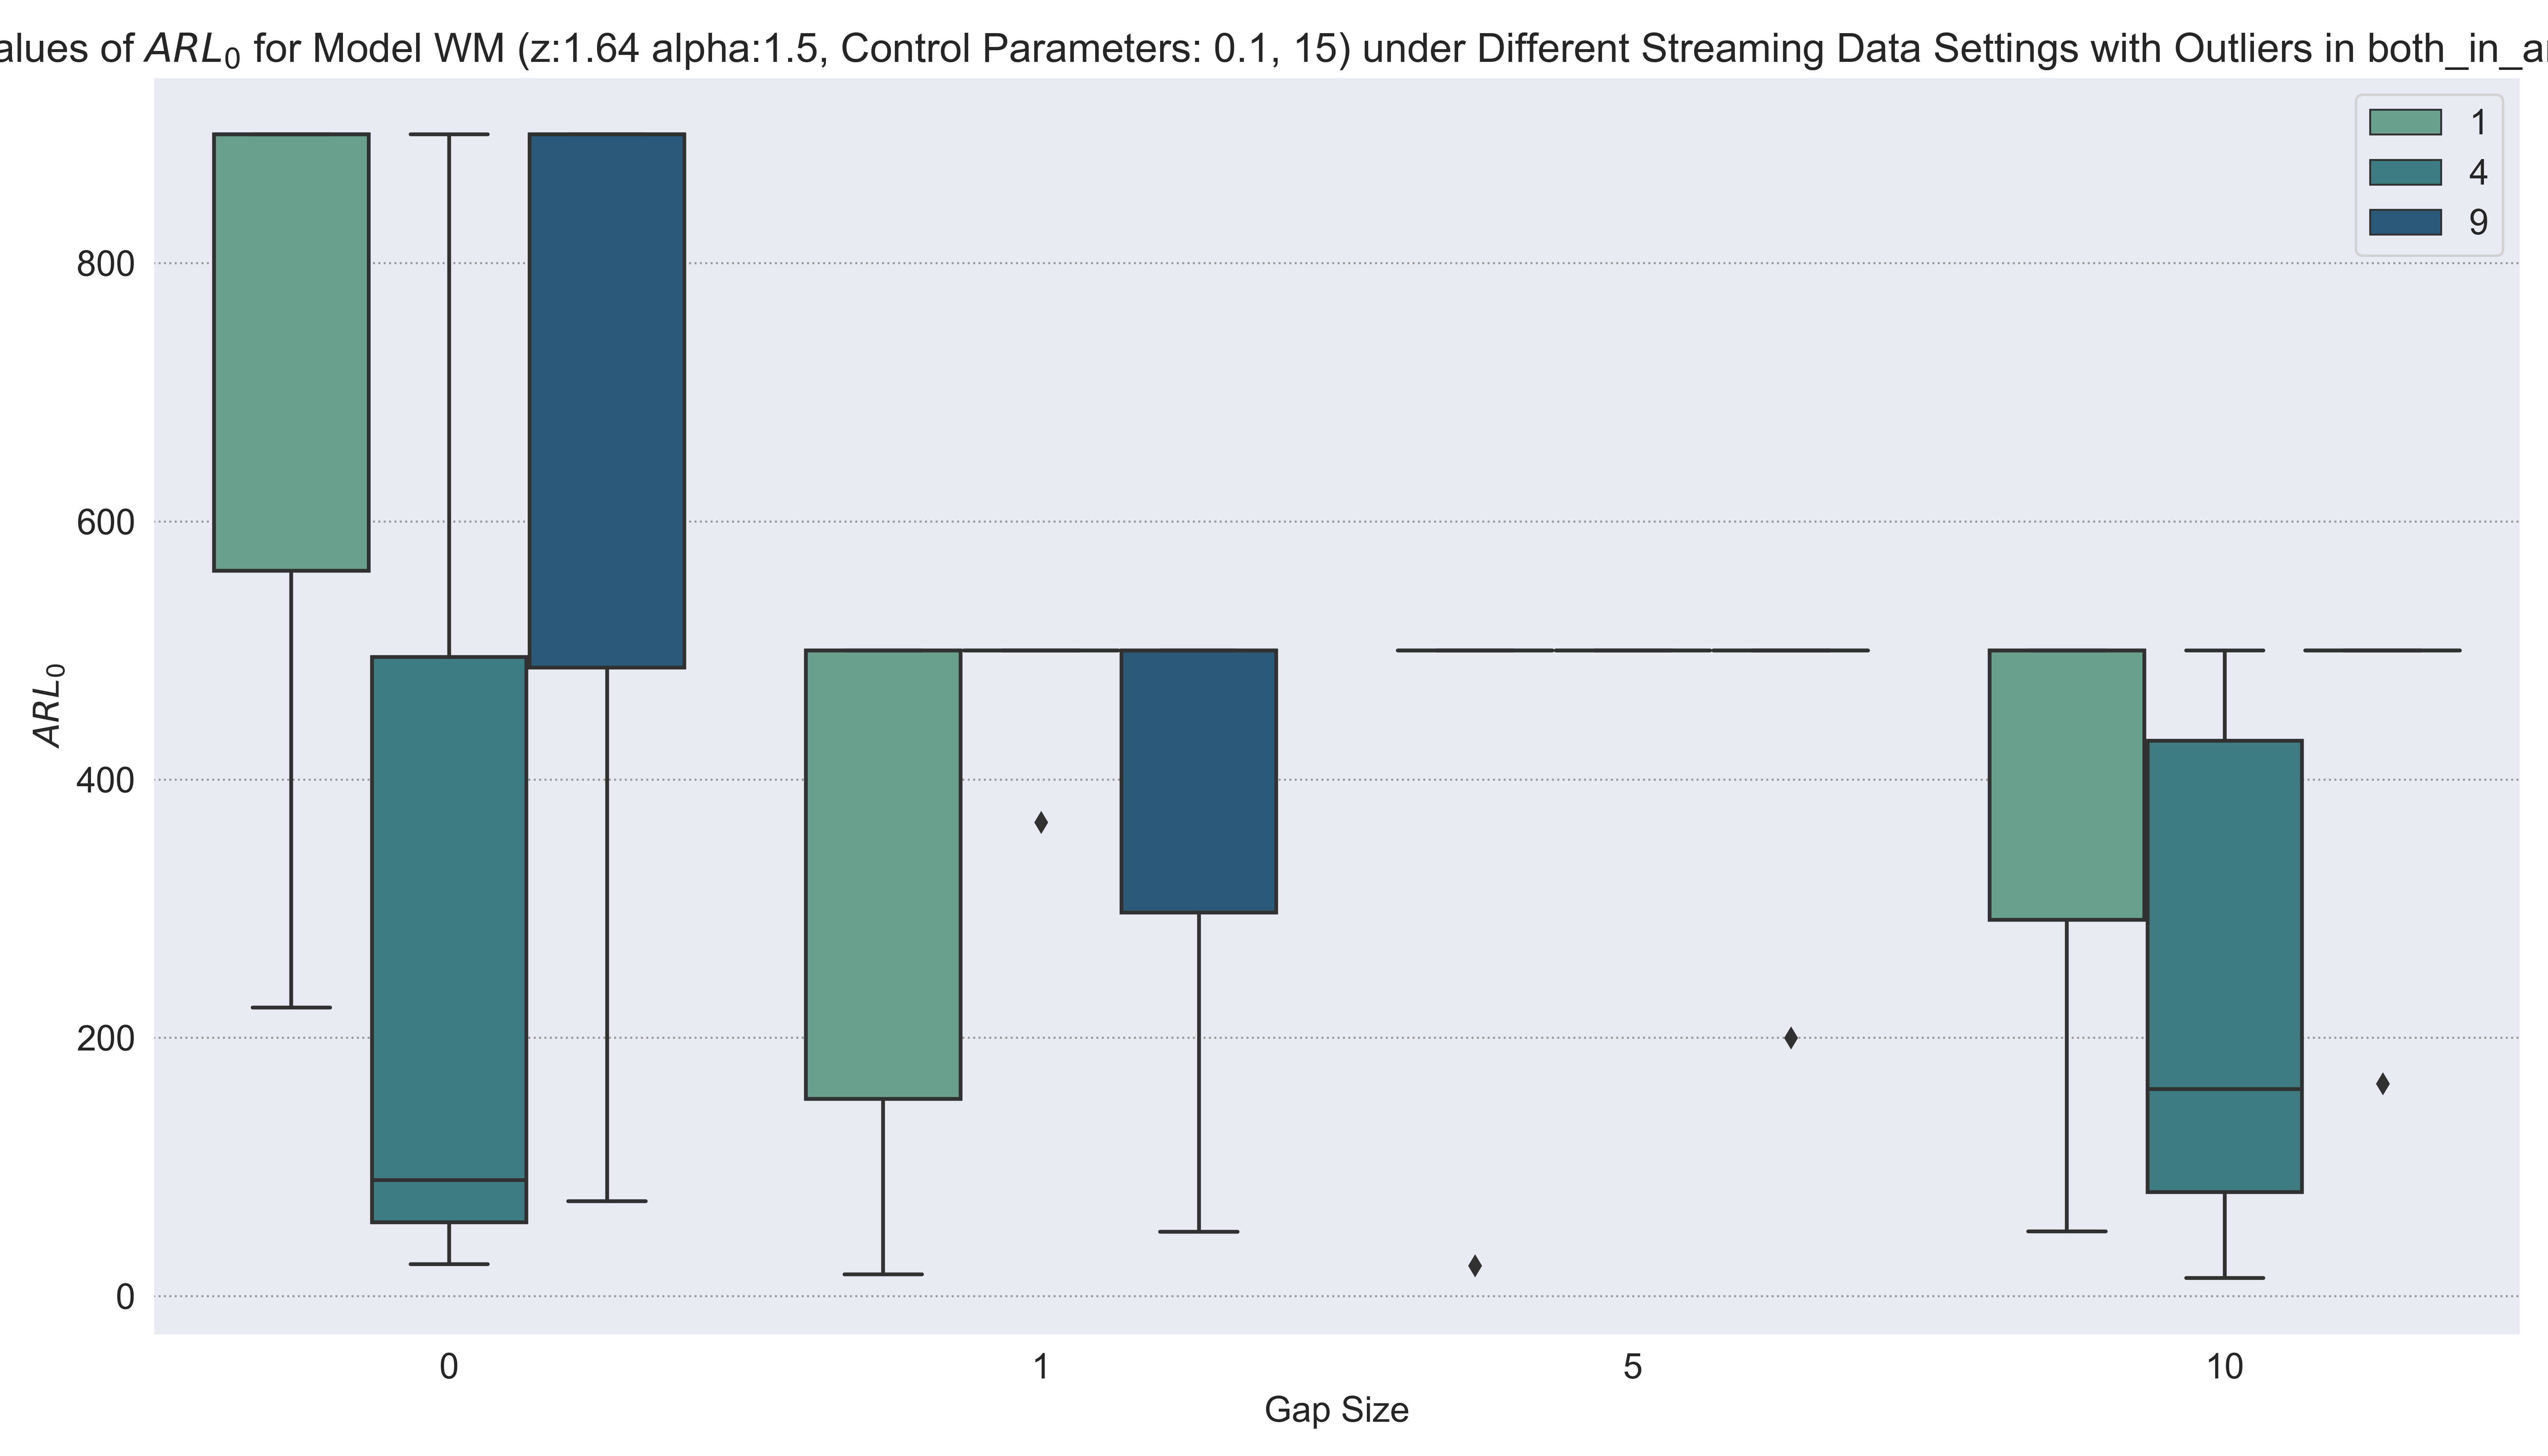 alues of ARL₀ for Model WM (z:1.64 alpha:1.5, Control Parameters: 0.1, 15) under Different Streaming Data Settings with Outliers in both_in_a
1
4
9
800
600
400
200
0
ARL₀
0 1 5 10
Gap Size